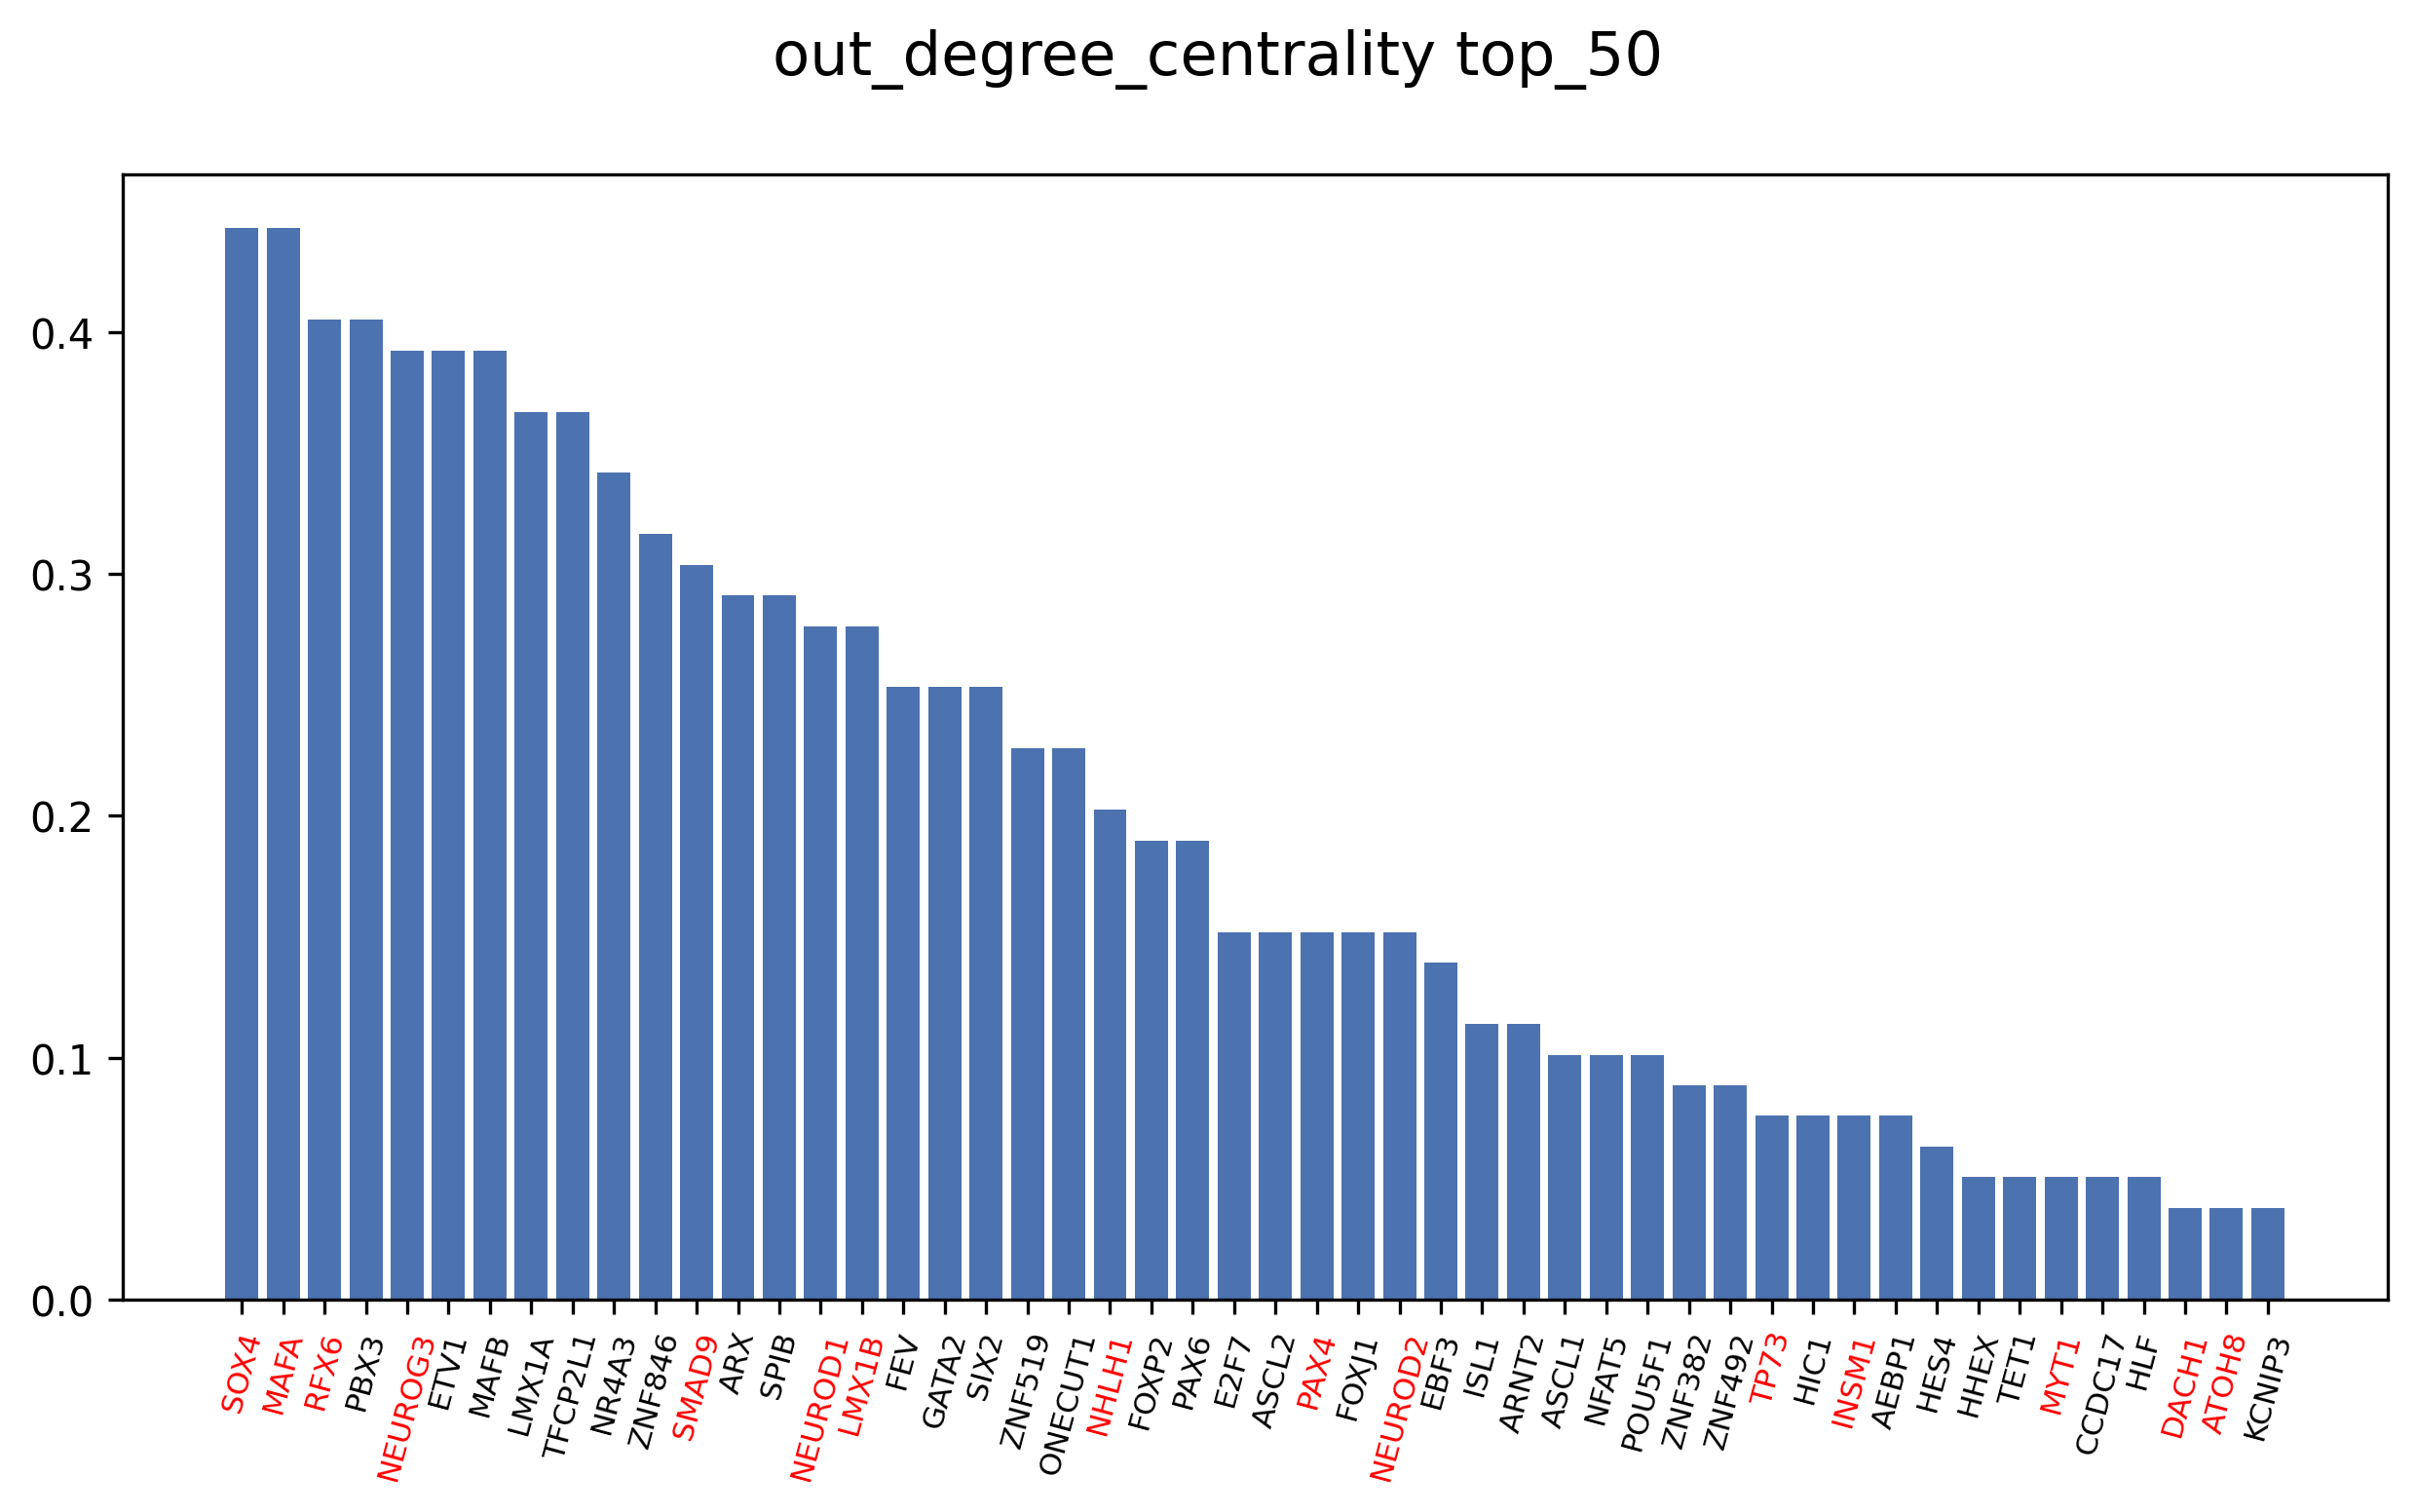 out_degree_centrality top_50
0.4
0.3
0.2
0.1
0.0
SOX4
MAFA
RFX6
PBX3
NEUROG3
ETV1
MAFB
LMX1A
TFCP2L1
NR4A3
ZNF846
SMAD9
ARX
SPIB
NEUROD1
LMX1B
FEV
GATA2
SIX2
ZNF519
ONECUT1
NHLH1
FOXP2
PAX6
E2F7
ASCL2
PAX4
FOXJ1
NEUROD2
EBF3
ISL1
ARNT2
ASCL1
NFAT5
POU5F1
ZNF382
ZNF492
TP73
HIC1
INSM1
AEBP1
HES4
HHEX
TET1
MYT1
CCDC17
HLF
DACH1
ATOH8
KCNIP3